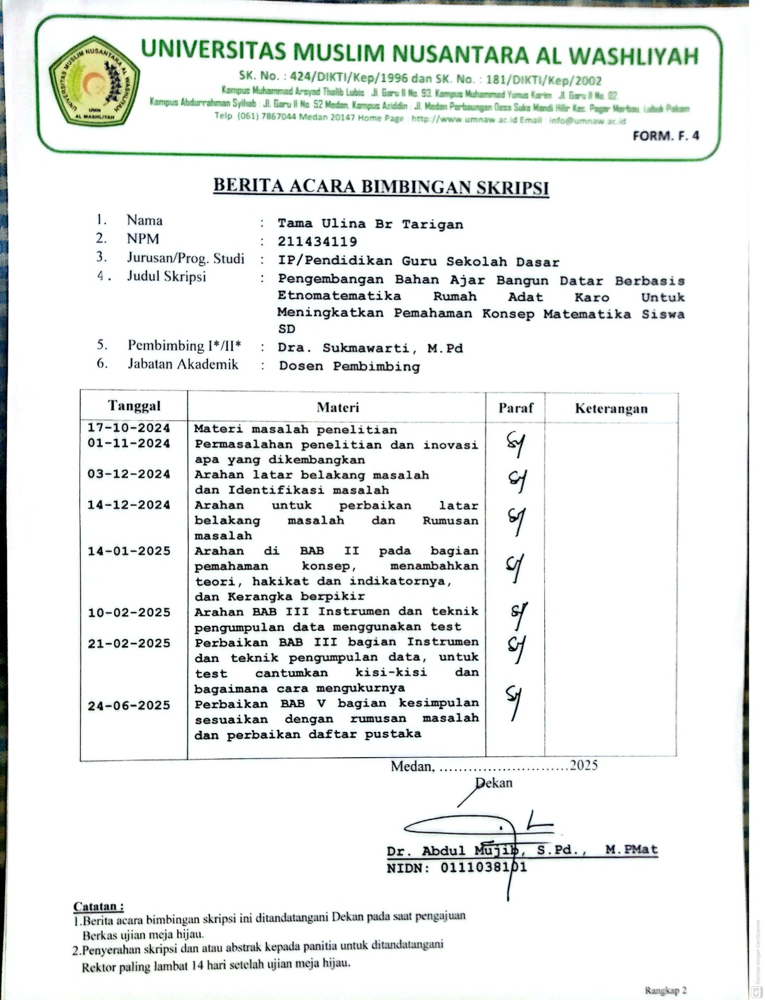 UNIVERSITAS MUSLIM NUSANTARA AL WASHLIYAH
UMN
AL WASHLIYAH
UNIVERSITAS MUSLIM NUSANTARA AL WASHLIYAH
SK. No. : 424/DIKTI/Kep/1996 dan SK. No. : 181/DIKTI/Kep/2002
Kampus Muhammad Arsyad Thalib Lubis : Jl. Garu II No. 93, Kampus Muhammad Yunus Karim : Jl. Garu II No. 02,
Kampus Abdurrahman Syihab : Jl. Garu II No. 52 Medan, Kampus Aziddin : Jl. Medan Perbaungan Desa Suka Mandi Hilir Kec. Pagar Merbau, Lubuk Pakam
Telp. (061) 7867044 Medan 20147 Home Page : http://www.umnaw.ac.id Email : info@umnaw.ac.id
FORM. F. 4
BERITA ACARA BIMBINGAN SKRIPSI
1. Nama : Tama Ulina Br Tarigan
2. NPM : 211434119
3. Jurusan/Prog. Studi : IP/Pendidikan Guru Sekolah Dasar
4. Judul Skripsi : Pengembangan Bahan Ajar Bangun Datar Berbasis
Etnomatematika Rumah Adat Karo Untuk
Meningkatkan Pemahaman Konsep Matematika Siswa
SD
5. Pembimbing I*/II* : Dra. Sukmawarti, M.Pd
6. Jabatan Akademik : Dosen Pembimbing
Tanggal Materi Paraf Keterangan
17-10-2024 Materi masalah penelitian
01-11-2024 Permasalahan penelitian dan inovasi
apa yang dikembangkan
03-12-2024 Arahan latar belakang masalah
dan Identifikasi masalah
14-12-2024 Arahan untuk perbaikan latar
belakang masalah dan Rumusan
masalah
14-01-2025 Arahan di BAB II pada bagian
pemahaman konsep, menambahkan
teori, hakikat dan indikatornya,
dan Kerangka berpikir
10-02-2025 Arahan BAB III Instrumen dan teknik
pengumpulan data menggunakan test
21-02-2025 Perbaikan BAB III bagian Instrumen
dan teknik pengumpulan data, untuk
test cantumkan kisi-kisi dan
bagaimana cara mengukurnya
24-06-2025 Perbaikan BAB V bagian kesimpulan
sesuaikan dengan rumusan masalah
dan perbaikan daftar pustaka
Medan, ...........................2025
Dekan
Dr. Abdul Mujib, S.Pd., M.PMat
NIDN: 0111038101
Catatan :
1.Berita acara bimbingan skripsi ini ditandatangani Dekan pada saat pengajuan
Berkas ujian meja hijau.
2.Penyerahan skripsi dan atau abstrak kepada panitia untuk ditandatangani
Rektor paling lambat 14 hari setelah ujian meja hijau.
Rangkap 2
CS Dipindai dengan CamScanner